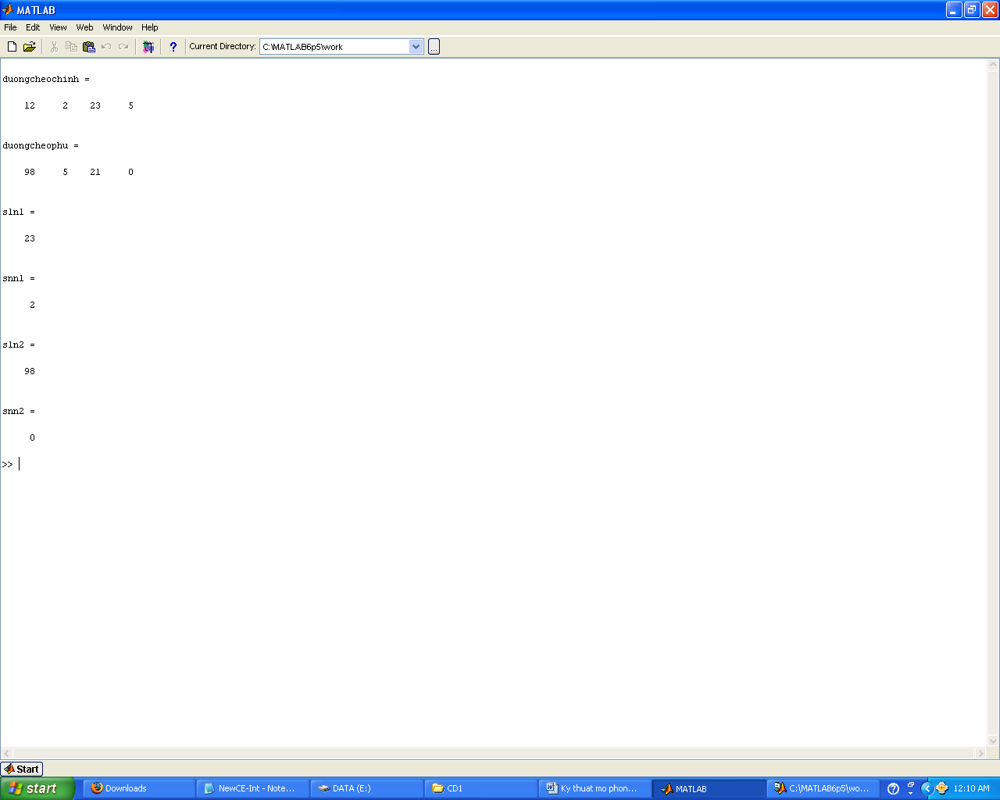 MATLAB
File Edit View Web Window Help
? Current Directory: C:\MATLAB6p5\work ...
duongcheochinh =
12 2 23 5
duongcheophu =
98 5 21 0
sln1 =
23
snn1 =
2
sln2 =
98
snn2 =
0
>>
Start
start Downloads NewCE-Int - Note... DATA (E:) CD1 Ky thuat mo phon... MATLAB C:\MATLAB6p5\wo... ? 12:10 AM